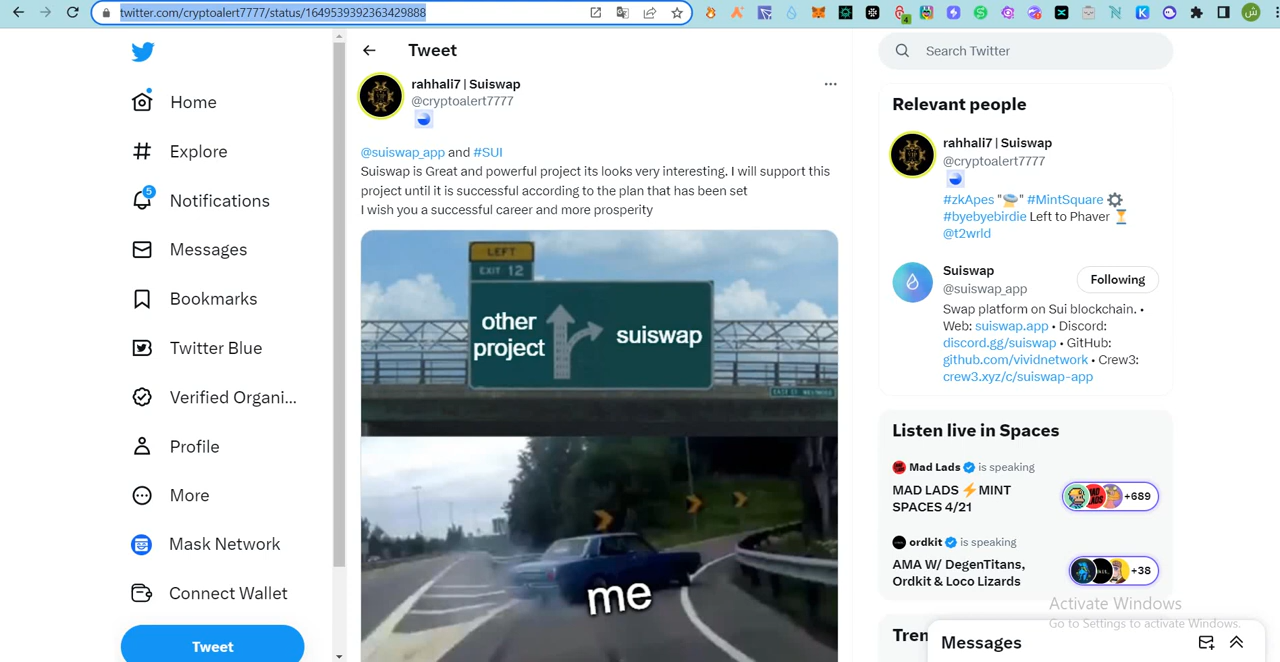 twitter.com/cryptoalert7777/status/1649539392363429888
4
ش
Home
Explore
5
Notifications
Messages
Bookmarks
Twitter Blue
Verified Organi...
Profile
More
Mask Network
Connect Wallet
Tweet
Tweet
rahhali7 | Suiswap
@cryptoalert7777
@suiswap_app and #SUI
Suiswap is Great and powerful project its looks very interesting. I will support this
project until it is successful according to the plan that has been set
I wish you a successful career and more prosperity
LEFT
EXIT 12
other
project
suiswap
me
Search Twitter
Relevant people
rahhali7 | Suiswap
@cryptoalert7777
#zkApes "🛸" #MintSquare ⚙️
#byebyebirdie Left to Phaver ⏳
@t2wrld
Suiswap
@suiswap_app
Following
Swap platform on Sui blockchain. •
Web: suiswap.app • Discord:
discord.gg/suiswap • GitHub:
github.com/vividnetwork • Crew3:
crew3.xyz/c/suiswap-app
Listen live in Spaces
Mad Lads is speaking
MAD LADS ⚡MINT
SPACES 4/21
+689
ordkit is speaking
AMA W/ DegenTitans,
Ordkit & Loco Lizards
+38
Activate Windows
Go to Settings to activate Windows.
Tren
Messages